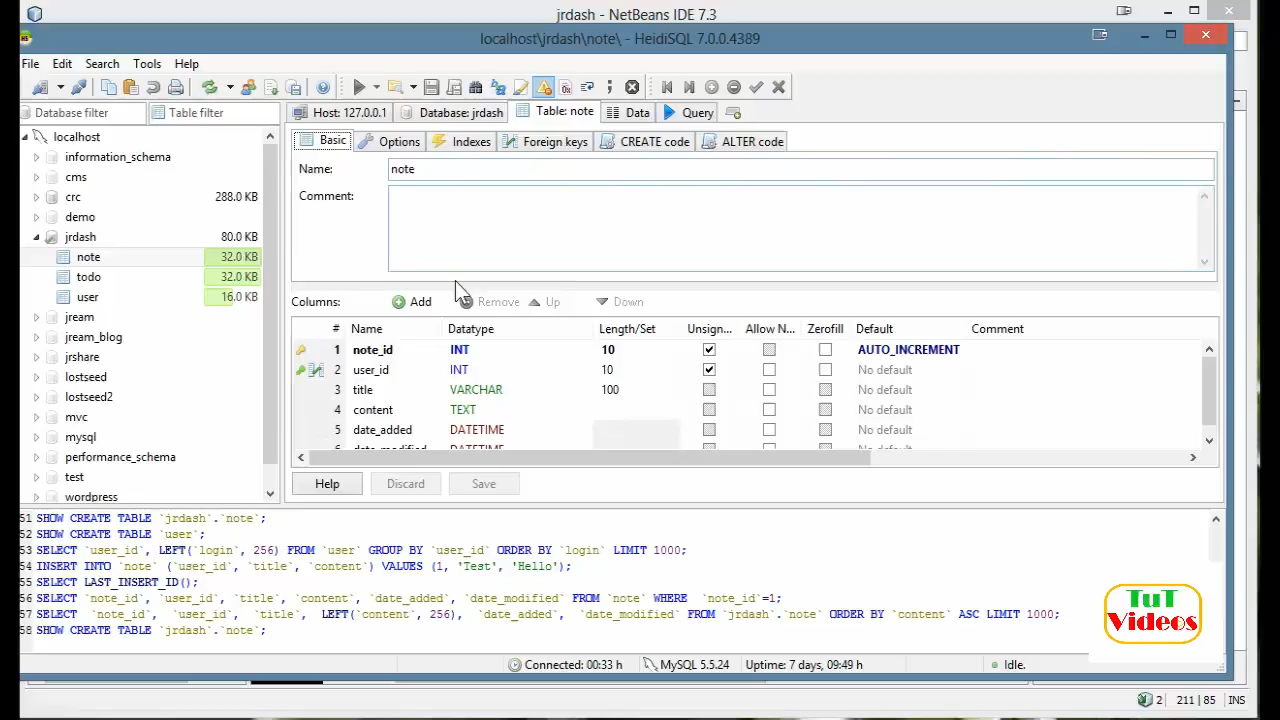 jrdash - NetBeans IDE 7.3
localhost\jrdash\note\ - HeidiSQL 7.0.0.4389
File Edit Search Tools Help
Database filter Table filter Host: 127.0.0.1 Database: jrdash Table: note Data Query
localhost
information_schema
cms
crc 288.0 KB
demo
jrdash 80.0 KB
note 32.0 KB
todo 32.0 KB
user 16.0 KB
jream
jream_blog
jrshare
lostseed
lostseed2
mvc
mysql
performance_schema
test
wordpress
Basic Options Indexes Foreign keys CREATE code ALTER code
Name: note
Comment:
Columns: Add Remove Up Down
# Name Datatype Length/Set Unsign... Allow N... Zerofill Default Comment
1 note_id INT 10 AUTO_INCREMENT
2 user_id INT 10 No default
3 title VARCHAR 100 No default
4 content TEXT No default
5 date_added DATETIME No default
6 date_modified DATETIME No default
Help Discard Save
51 SHOW CREATE TABLE `jrdash`.`note`;
52 SHOW CREATE TABLE `user`;
53 SELECT `user_id`, LEFT(`login`, 256) FROM `user` GROUP BY `user_id` ORDER BY `login` LIMIT 1000;
54 INSERT INTO `note` (`user_id`, `title`, `content`) VALUES (1, 'Test', 'Hello');
55 SELECT LAST_INSERT_ID();
56 SELECT `note_id`, `user_id`, `title`, `content`, `date_added`, `date_modified` FROM `note` WHERE `note_id`=1;
57 SELECT `note_id`, `user_id`, `title`, LEFT(`content`, 256), `date_added`, `date_modified` FROM `jrdash`.`note` ORDER BY `content` ASC LIMIT 1000;
58 SHOW CREATE TABLE `jrdash`.`note`;
TuT
Videos
Connected: 00:33 h MySQL 5.5.24 Uptime: 7 days, 09:49 h Idle.
2 211 | 85 INS